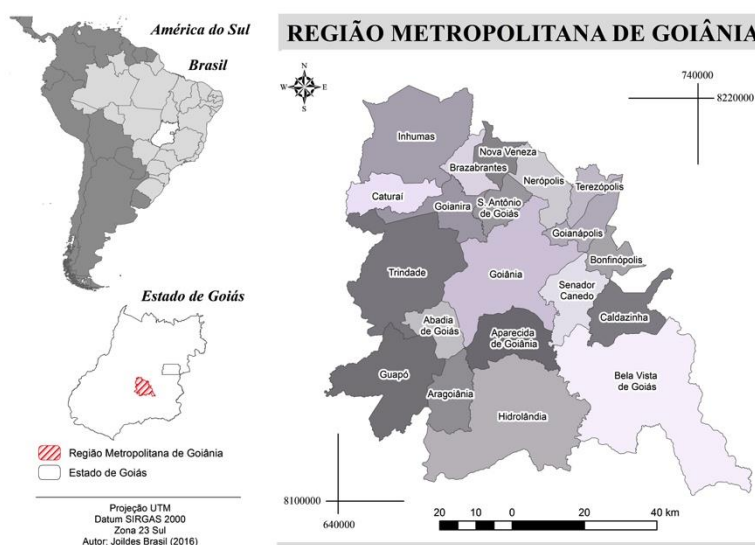 América do Sul
Brasil
Estado de Goiás
Região Metropolitana de Goiânia
Estado de Goiás
Projeção UTM
Datum SIRGAS 2000
Zona 23 Sul
Autor: Joildes Brasil (2016)
REGIÃO METROPOLITANA DE GOIÂNIA
740000
8220000
N
W
E
S
Inhumas
Nova Veneza
Brazabrantes
Nerópolis
Terezópolis
Caturaí
Goianira
S. Antônio
de Goiás
Goianápolis
Bonfinópolis
Trindade
Goiânia
Senador
Canedo
Caldazinha
Abadia
de Goiás
Aparecida
de Goiânia
Guapó
Bela Vista
de Goiás
Aragoiânia
Hidrolândia
8100000
640000
20 10 0 20 40 km